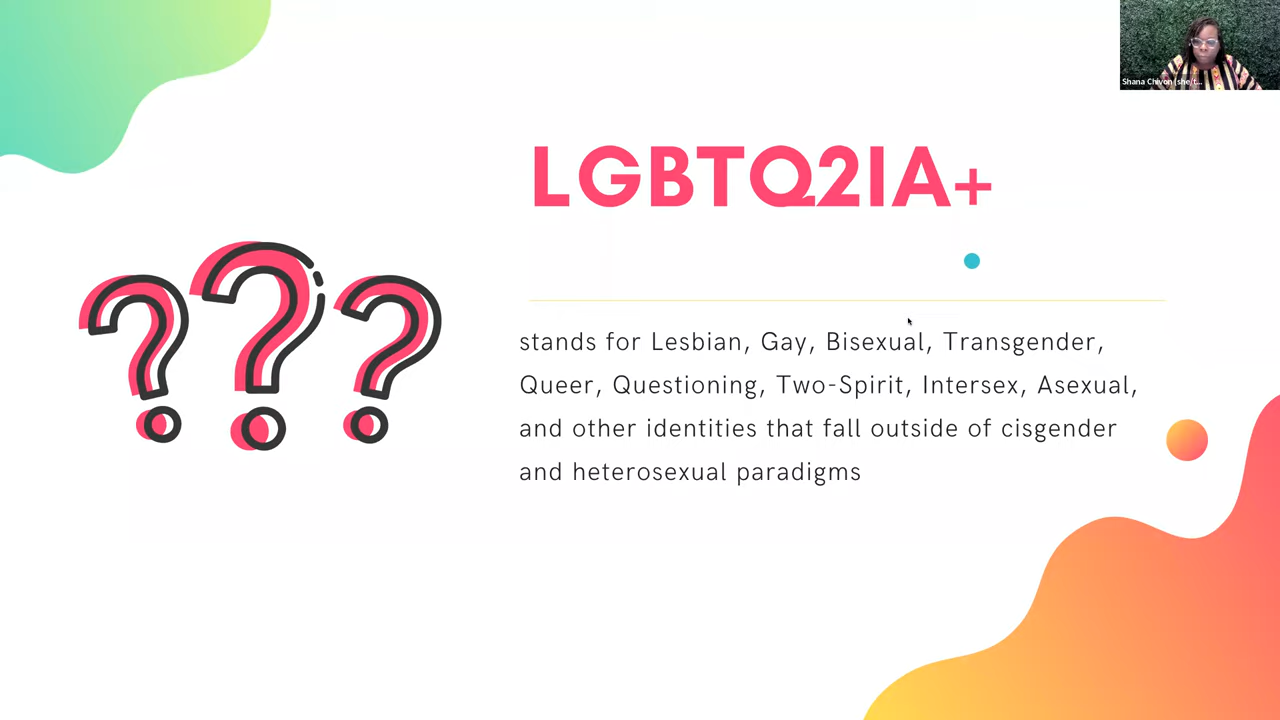 Shana Chivon (she/t...
LGBTQ2IA+
stands for Lesbian, Gay, Bisexual, Transgender,
Queer, Questioning, Two-Spirit, Intersex, Asexual,
and other identities that fall outside of cisgender
and heterosexual paradigms